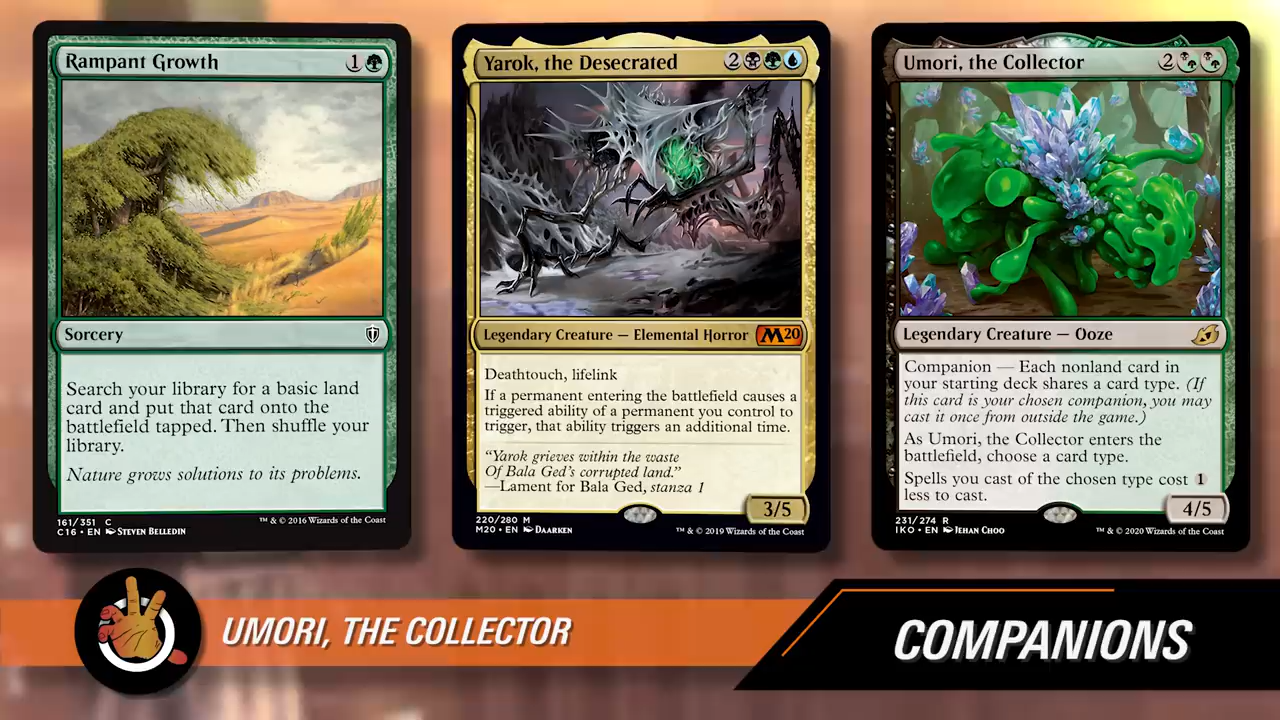 Rampant Growth
1
Sorcery
Search your library for a basic land
card and put that card onto the
battlefield tapped. Then shuffle your
library.
Nature grows solutions to its problems.
161/351 C
C16 • EN Steven Belledin
™ & © 2016 Wizards of the Coast
Yarok, the Desecrated
2
Legendary Creature — Elemental Horror
M20
Deathtouch, lifelink
If a permanent entering the battlefield causes a
triggered ability of a permanent you control to
trigger, that ability triggers an additional time.
“Yarok grieves within the waste
Of Bala Ged’s corrupted land.”
—Lament for Bala Ged, stanza 1
3/5
220/280 M
M20 • EN Daarken
™ & © 2019 Wizards of the Coast
Umori, the Collector
2
Legendary Creature — Ooze
Companion — Each nonland card in
your starting deck shares a card type. (If
this card is your chosen companion, you may
cast it once from outside the game.)
As Umori, the Collector enters the
battlefield, choose a card type.
Spells you cast of the chosen type cost 1
less to cast.
4/5
231/274 R
IKO • EN Jehan Choo
™ & © 2020 Wizards of the Coast
UMORI, THE COLLECTOR
COMPANIONS